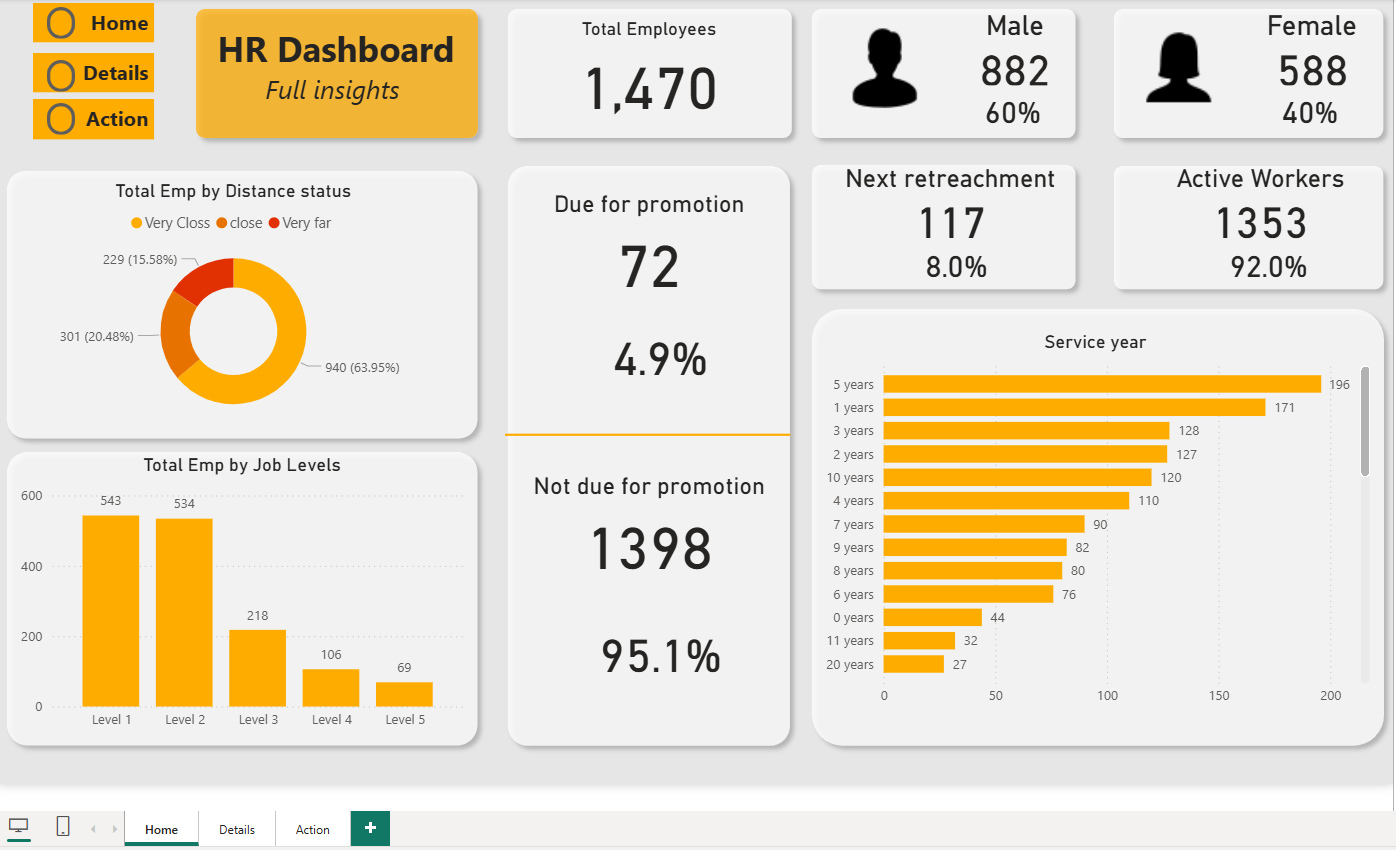 Home
Details
Action
HR Dashboard
Full insights
Total Employees
1,470
Male
882
60%
Female
588
40%
Total Emp by Distance status
Very Closs close Very far
229 (15.58%)
301 (20.48%)
940 (63.95%)
Due for promotion
72
4.9%
Not due for promotion
1398
95.1%
Next retreachment
117
8.0%
Active Workers
1353
92.0%
Total Emp by Job Levels
600
400
200
0
543
534
218
106
69
Level 1 Level 2 Level 3 Level 4 Level 5
Service year
5 years 196
1 years 171
3 years 128
2 years 127
10 years 120
4 years 110
7 years 90
9 years 82
8 years 80
6 years 76
0 years 44
11 years 32
20 years 27
0 50 100 150 200
Home Details Action +